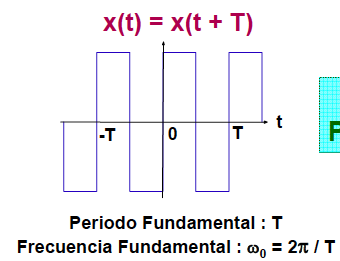 x(t) = x(t + T)
t
-T 0 T
F
Periodo Fundamental : T
Frecuencia Fundamental : ω₀ = 2π / T